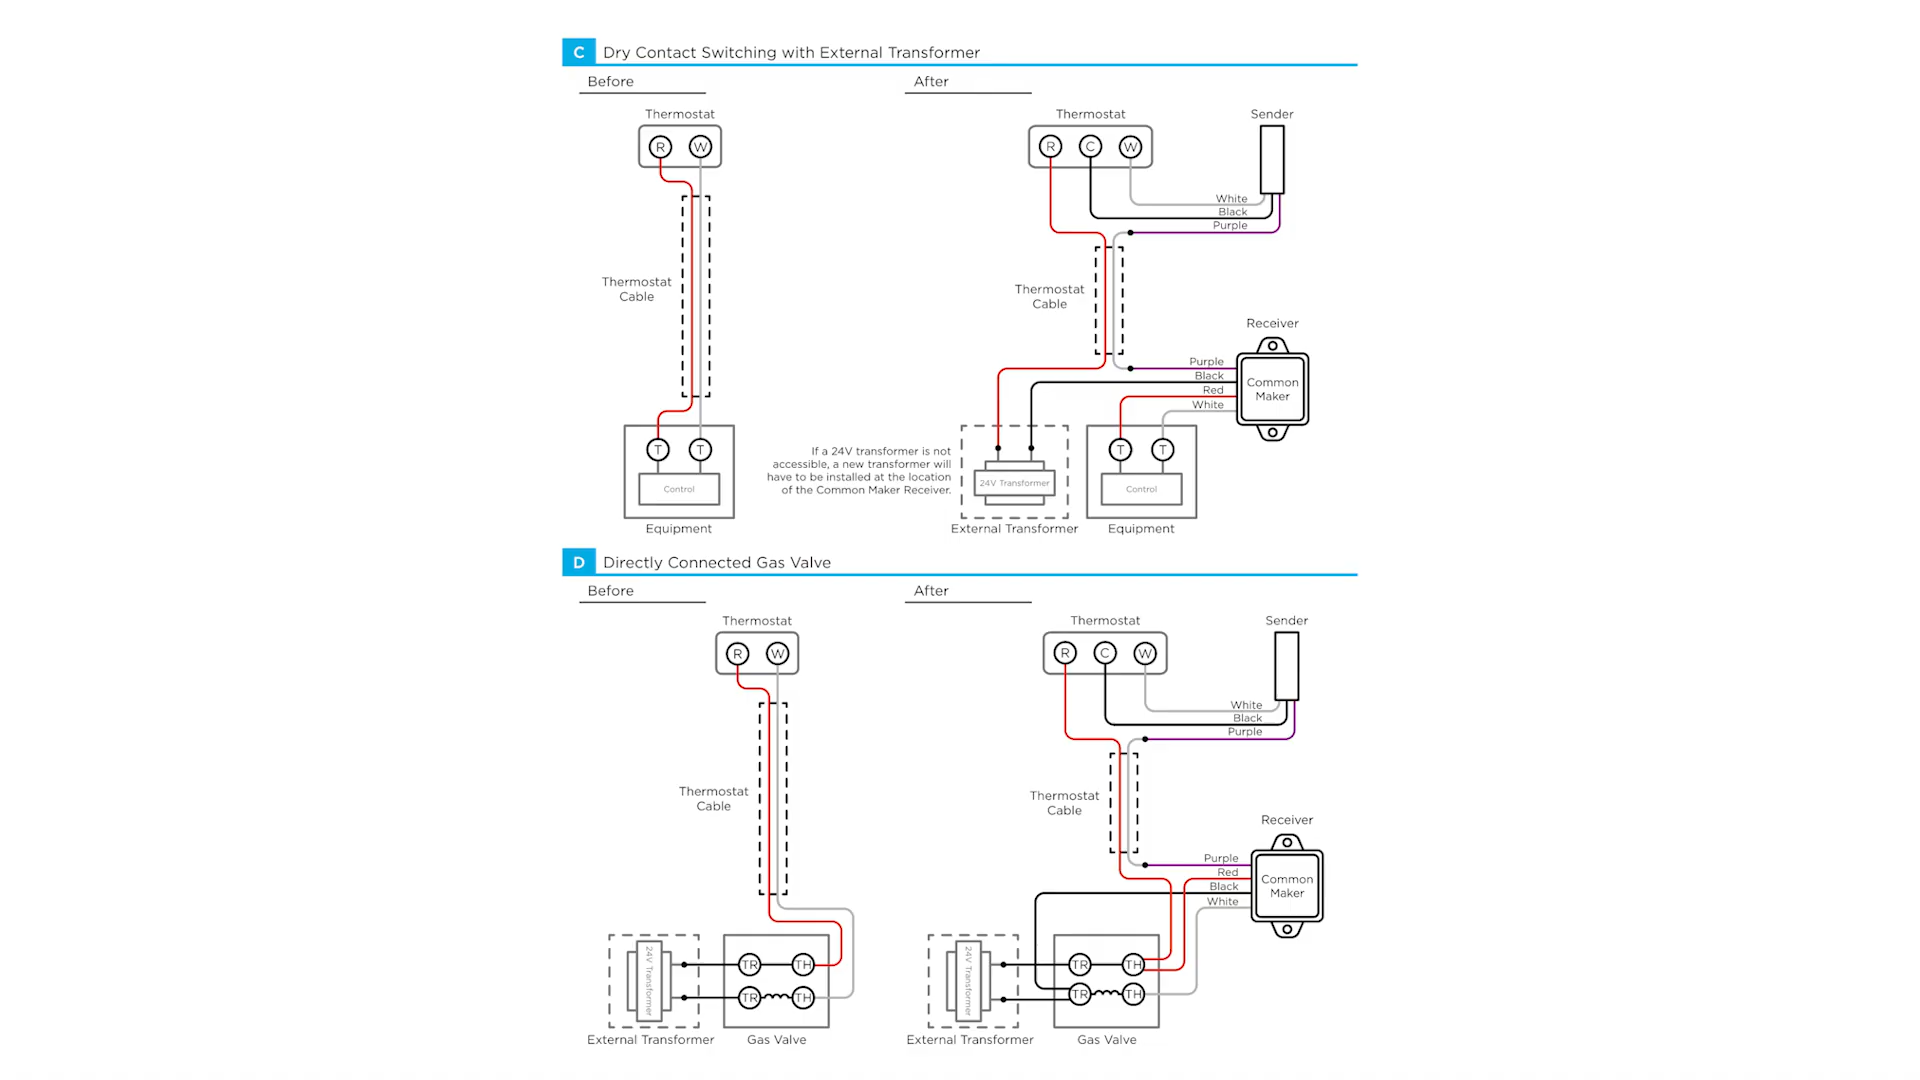 C Dry Contact Switching with External Transformer
Before
After
Thermostat
R W
Thermostat
Cable
T T
Control
Equipment
Thermostat
R C W
Sender
White
Black
Purple
Thermostat
Cable
Receiver
Purple
Black
Red
White
Common
Maker
If a 24V transformer is not
accessible, a new transformer will
have to be installed at the location
of the Common Maker Receiver.
24V Transformer
External Transformer
T T
Control
Equipment
D Directly Connected Gas Valve
Before
After
Thermostat
R W
Thermostat
Cable
24V Transformer
External Transformer
TR TH
TR TH
Gas Valve
Thermostat
R C W
Sender
White
Black
Purple
Thermostat
Cable
Receiver
Purple
Red
Black
White
Common
Maker
24V Transformer
External Transformer
TR TH
TR TH
Gas Valve